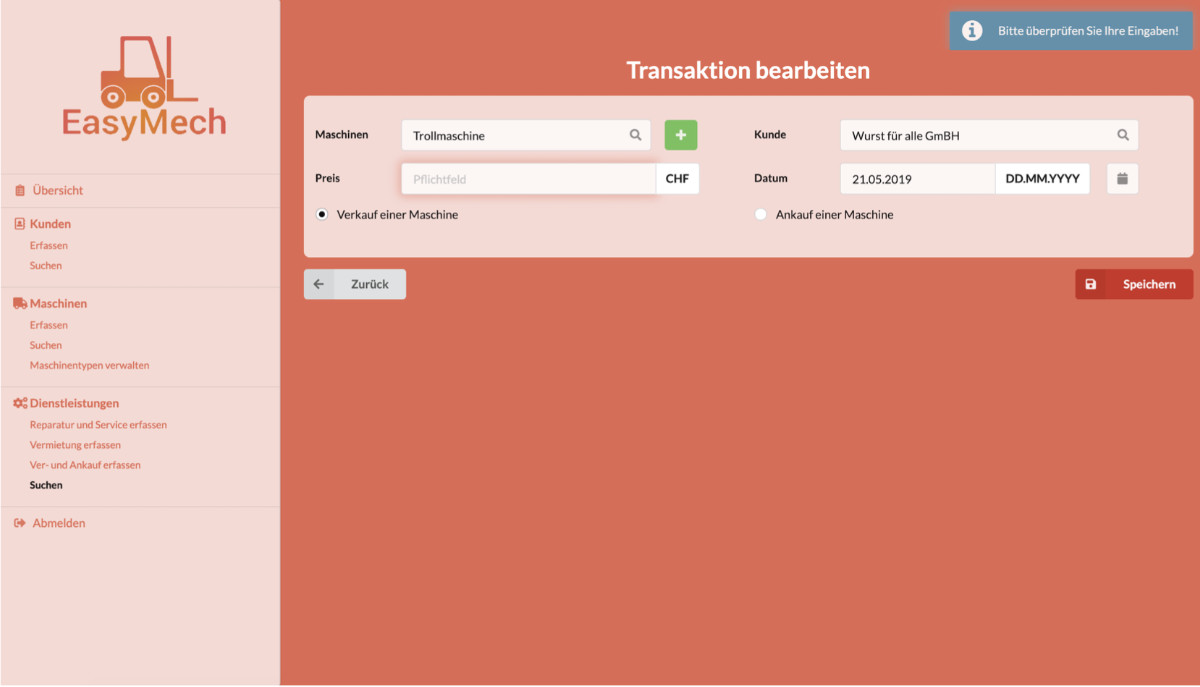 EasyMech
Übersicht
Kunden
Erfassen
Suchen
Maschinen
Erfassen
Suchen
Maschinentypen verwalten
Dienstleistungen
Reparatur und Service erfassen
Vermietung erfassen
Ver- und Ankauf erfassen
Suchen
Abmelden
Bitte überprüfen Sie Ihre Eingaben!
Transaktion bearbeiten
Maschinen Trollmaschine Kunde Wurst für alle GmBH
Preis Pflichtfeld CHF Datum 21.05.2019 DD.MM.YYYY
Verkauf einer Maschine Ankauf einer Maschine
Zurück Speichern